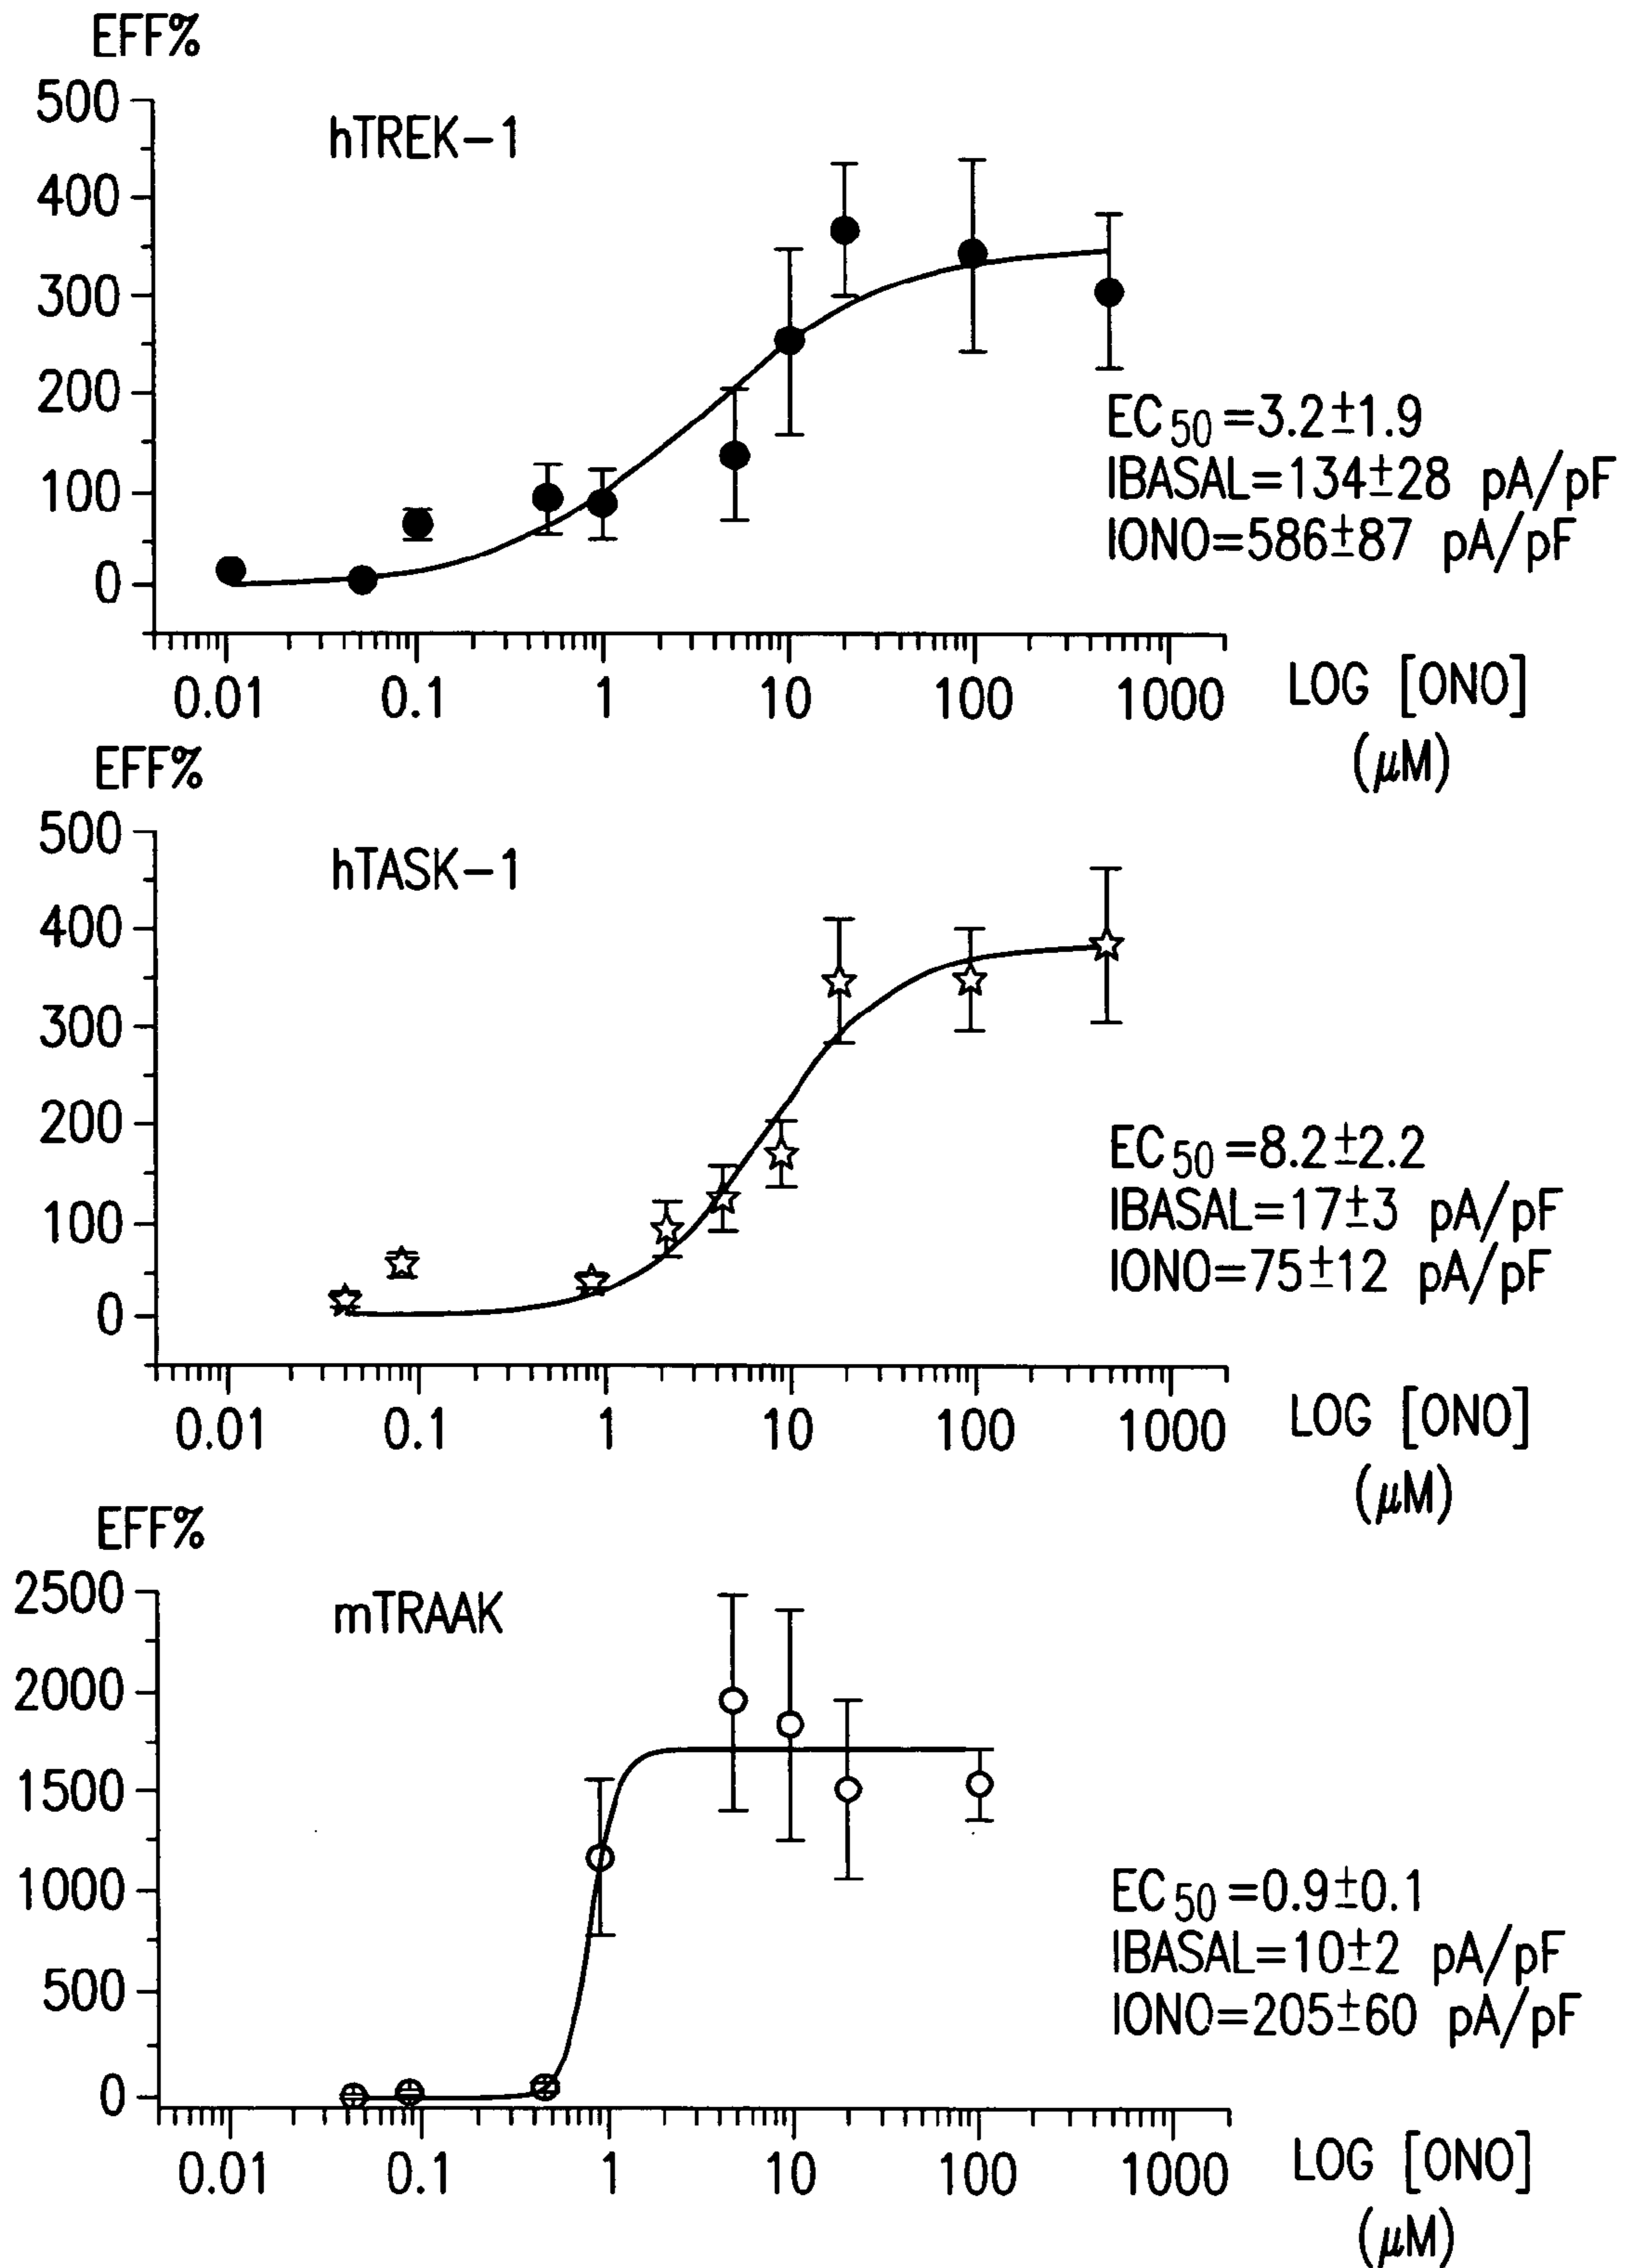 EFF%
500
hTREK-1
400
300
200
EC50=3.2±1.9
IBASAL=134±28 pA/pF
100
IONO=586±87 pA/pF
0
0.01 0.1 1 10 100 1000 LOG [ONO]
(μM)
EFF%
500
hTASK-1
400
300
200
EC50=8.2±2.2
100
IBASAL=17±3 pA/pF
IONO=75±12 pA/pF
0
0.01 0.1 1 10 100 1000 LOG [ONO]
(μM)
EFF%
2500
mTRAAK
2000
1500
1000
EC50=0.9±0.1
IBASAL=10±2 pA/pF
500
IONO=205±60 pA/pF
0
0.01 0.1 1 10 100 1000 LOG [ONO]
(μM)